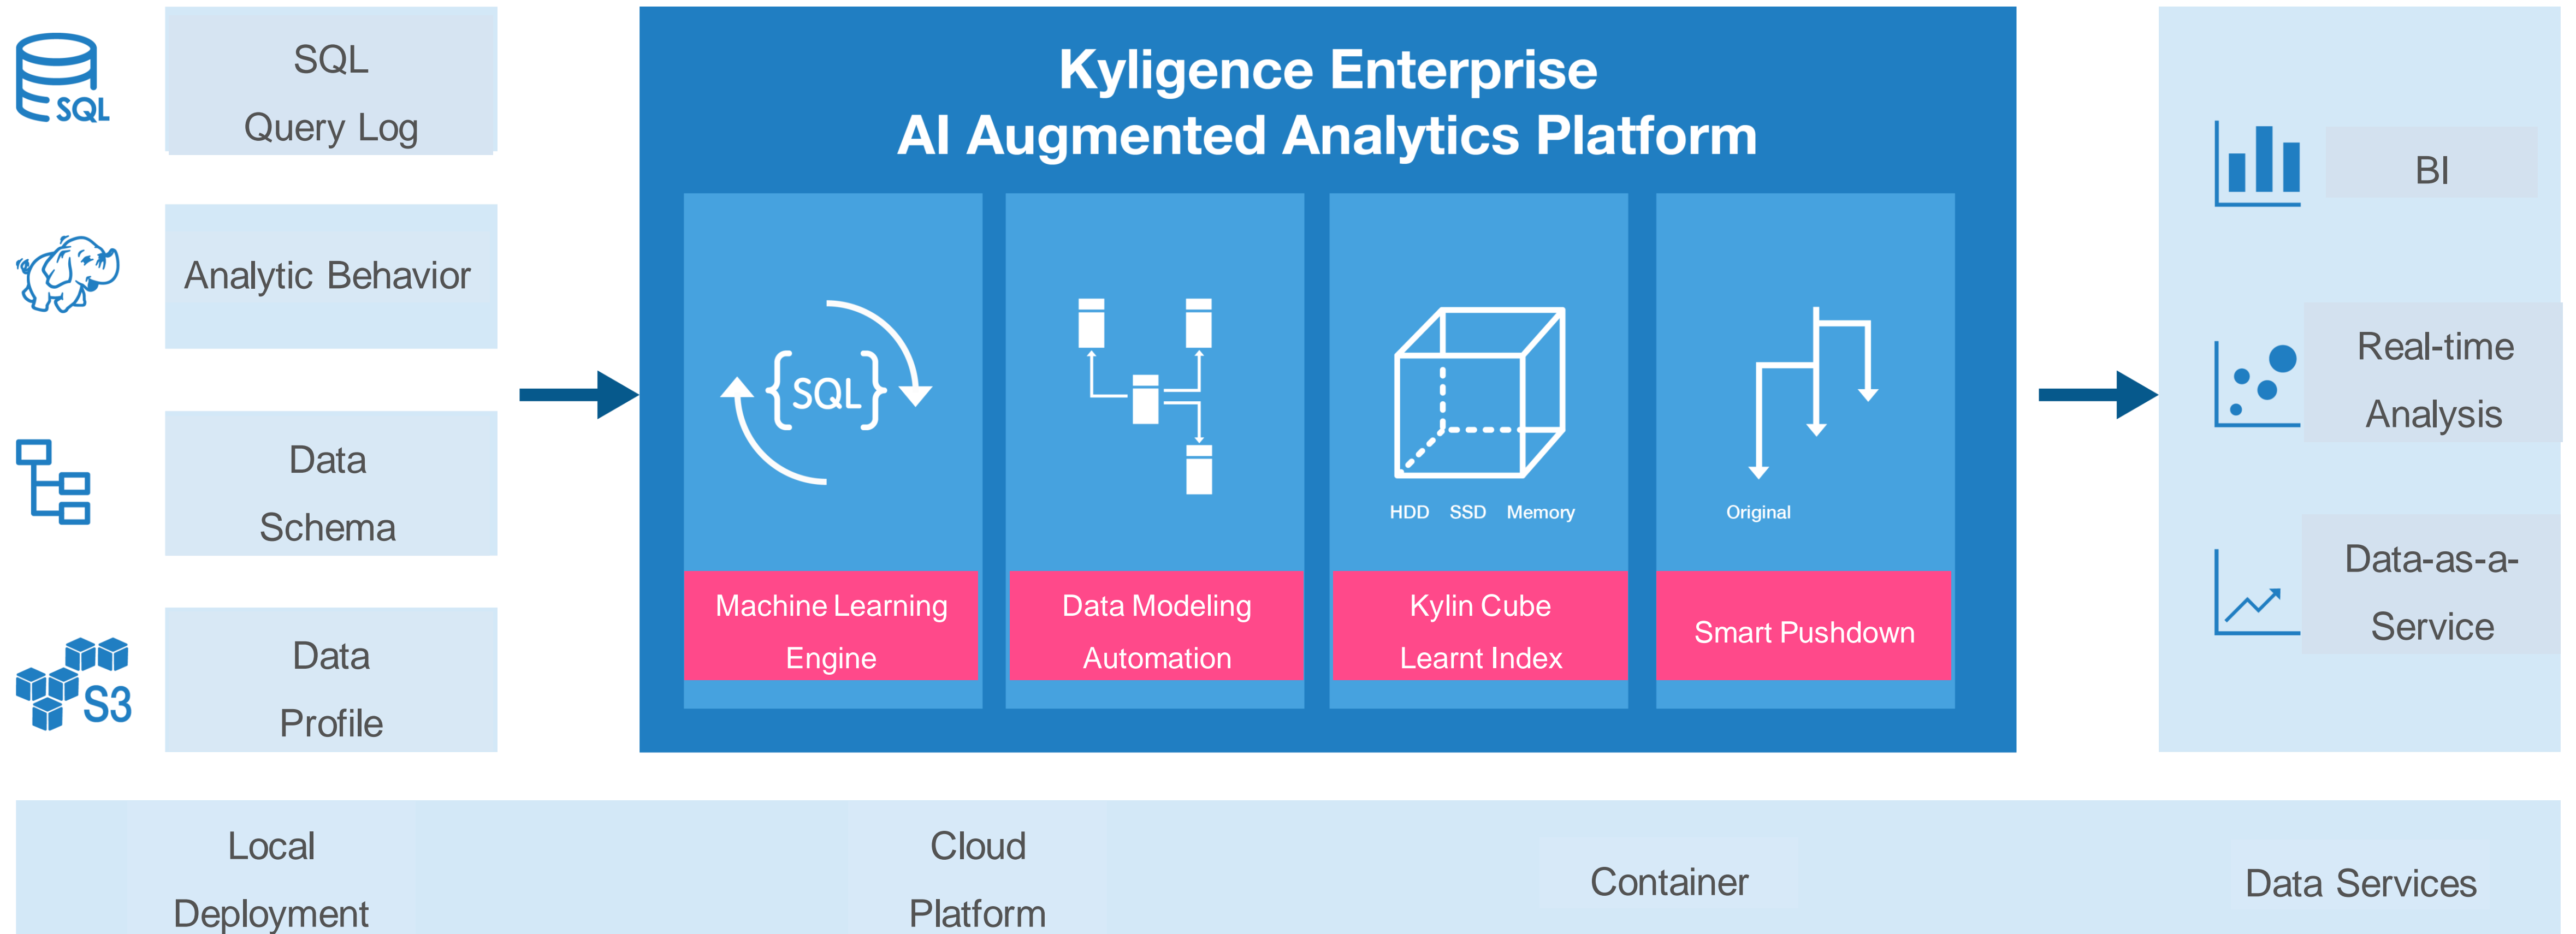 SQL
SQL
Query Log
Analytic Behavior
Data
Schema
S3
Data
Profile
Kyligence Enterprise
AI Augmented Analytics Platform
{SQL}
HDD SSD Memory
Original
Machine Learning
Engine
Data Modeling
Automation
Kylin Cube
Learnt Index
Smart Pushdown
BI
Real-time
Analysis
Data-as-a-
Service
Local
Deployment
Cloud
Platform
Container
Data Services